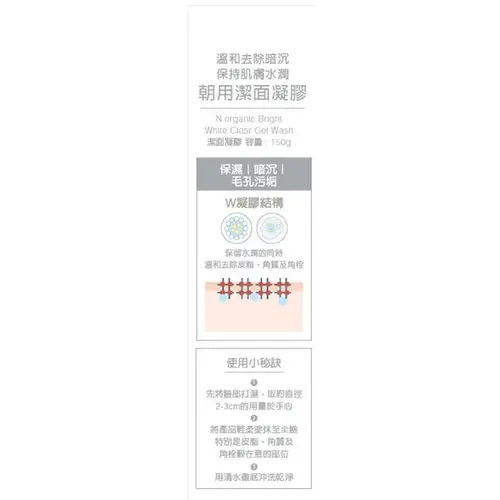 溫和去除暗沉
保持肌膚水潤
朝用潔面凝膠
N organic Bright
White Clear Gel Wash
潔面凝膠 容量：150g
保濕｜暗沉｜
毛孔污垢
W凝膠結構
保留水潤的同時
溫和去除皮脂、角質及角栓
使用小秘訣
❶
先將臉部打濕，取約直徑
2-3cm的用量於手心
❷
將產品輕柔塗抹至全臉
特別是皮脂、角質及
角栓較在意的部位
❸
用清水徹底沖洗乾淨